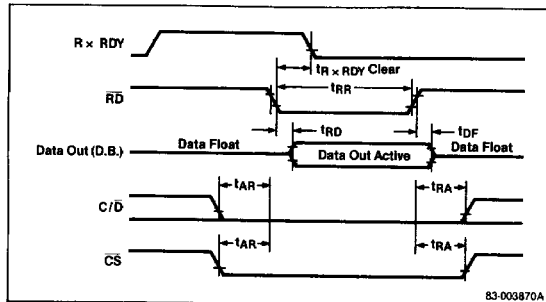 R × RDY
tR × RDY Clear
tRR
RD
tRD
tDF
Data Out (D.B.)
Data Float
Data Out Active
Data Float
C/D
tAR
tRA
CS
tAR
tRA
83-003870A